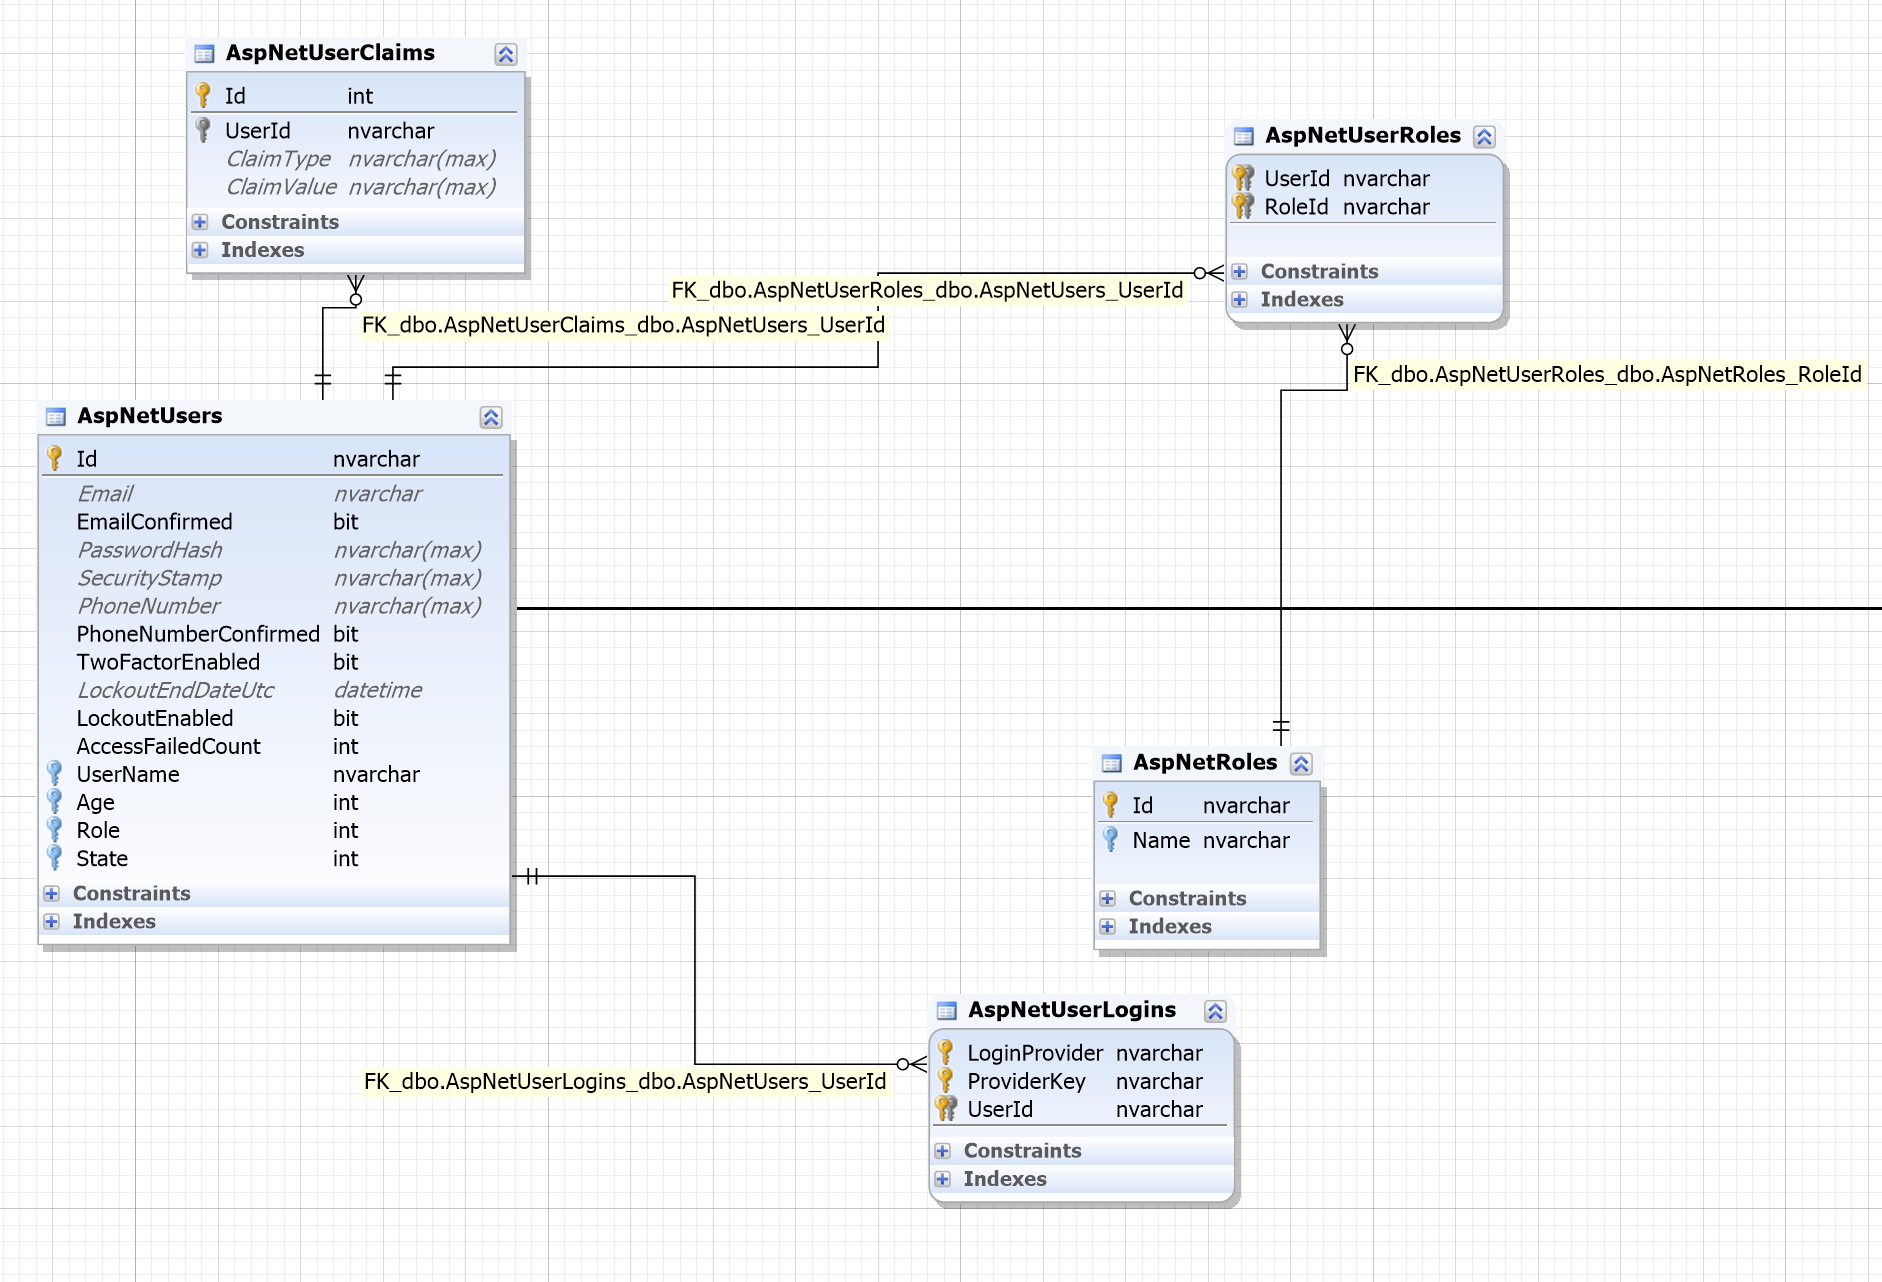 AspNetUserClaims
Id int
UserId nvarchar
ClaimType nvarchar(max)
ClaimValue nvarchar(max)
Constraints
Indexes
AspNetUserRoles
UserId nvarchar
RoleId nvarchar
Constraints
Indexes
FK_dbo.AspNetUserRoles_dbo.AspNetUsers_UserId
FK_dbo.AspNetUserClaims_dbo.AspNetUsers_UserId
FK_dbo.AspNetUserRoles_dbo.AspNetRoles_RoleId
AspNetUsers
Id nvarchar
Email nvarchar
EmailConfirmed bit
PasswordHash nvarchar(max)
SecurityStamp nvarchar(max)
PhoneNumber nvarchar(max)
PhoneNumberConfirmed bit
TwoFactorEnabled bit
LockoutEndDateUtc datetime
LockoutEnabled bit
AccessFailedCount int
UserName nvarchar
Age int
Role int
State int
Constraints
Indexes
AspNetRoles
Id nvarchar
Name nvarchar
Constraints
Indexes
AspNetUserLogins
LoginProvider nvarchar
ProviderKey nvarchar
UserId nvarchar
Constraints
Indexes
FK_dbo.AspNetUserLogins_dbo.AspNetUsers_UserId